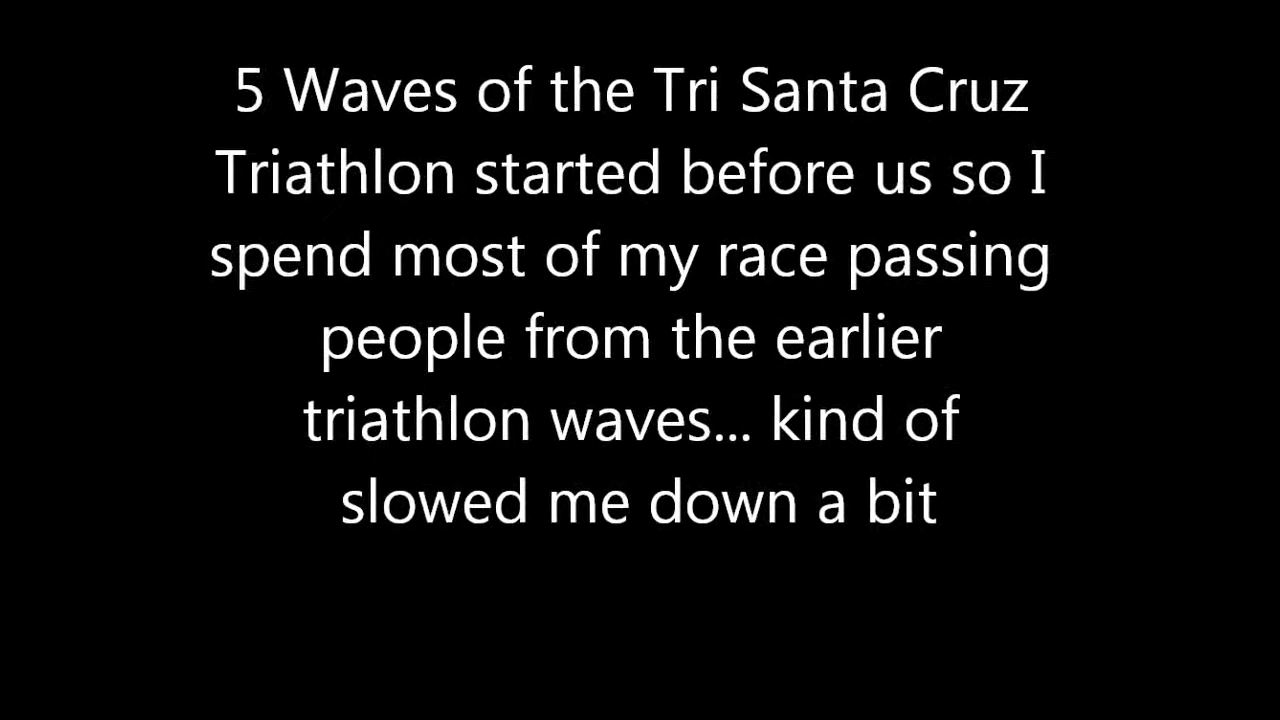 5 Waves of the Tri Santa Cruz
Triathlon started before us so I
spend most of my race passing
people from the earlier
triathlon waves... kind of
slowed me down a bit